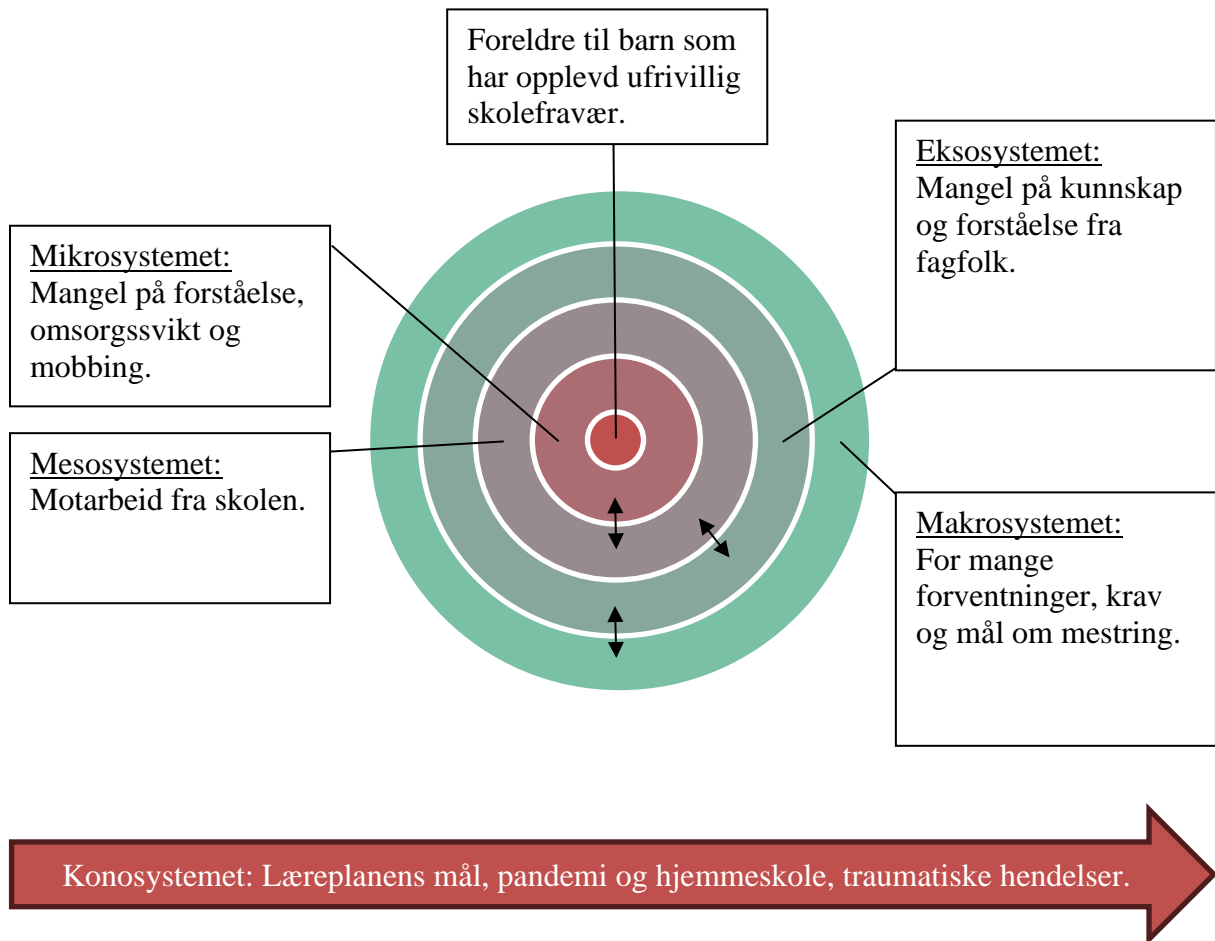 Foreldre til barn som
har opplevd ufrivillig
skolefravær.
Mikrosystemet:
Mangel på forståelse,
omsorgssvikt og
mobbing.
Mesosystemet:
Motarbeid fra skolen.
Eksosystemet:
Mangel på kunnskap
og forståelse fra
fagfolk.
Makrosystemet:
For mange
forventninger, krav
og mål om mestring.
Konosystemet: Læreplanens mål, pandemi og hjemmeskole, traumatiske hendelser.